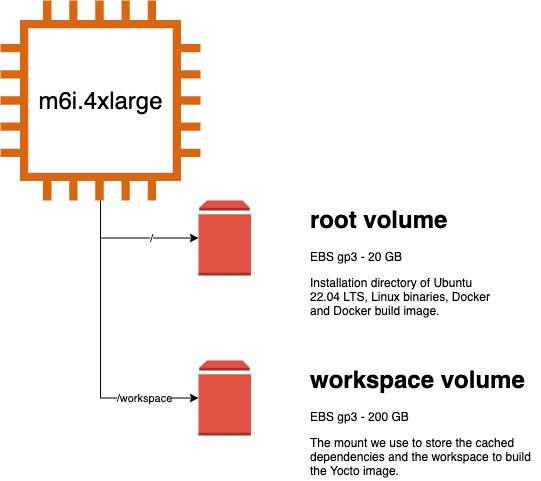 m6i.4xlarge
/
root volume
EBS gp3 - 20 GB
Installation directory of Ubuntu
22.04 LTS, Linux binaries, Docker
and Docker build image.
/workspace
workspace volume
EBS gp3 - 200 GB
The mount we use to store the cached
dependencies and the workspace to build
the Yocto image.